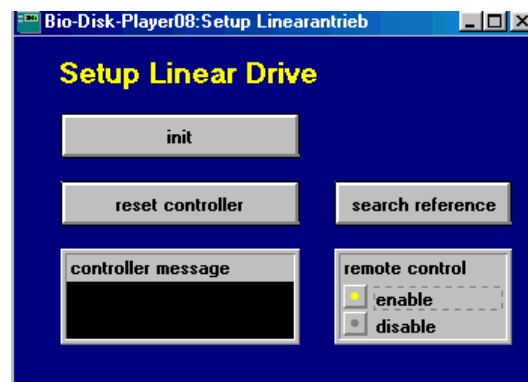 Bio-Disk-Player08:Setup Linearantrieb
Setup Linear Drive
init
reset controller
search reference
controller message
remote control
enable
disable